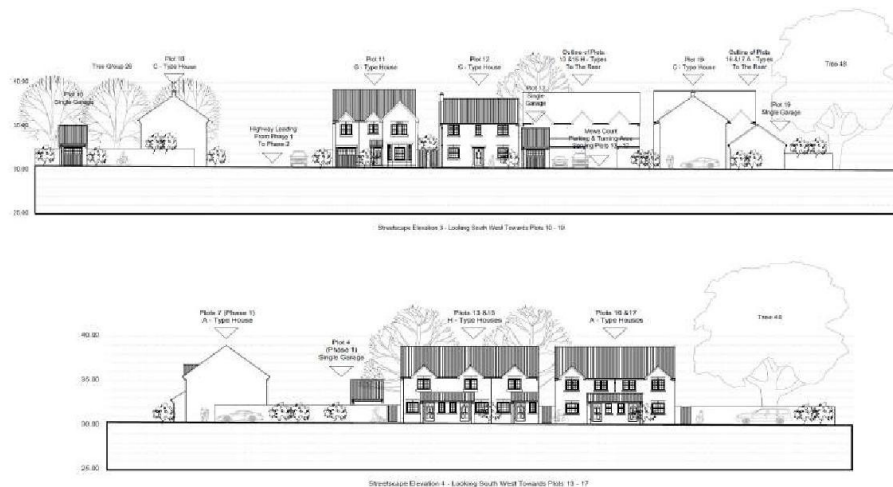 Tree Group 26
Plot 10
Single Garage
Plot 10
C - Type House
Highway Leading
From Phase 1
To Phase 2
Plot 11
G - Type House
Plot 12
G - Type House
Plot 13
Single
Garage
Outline of Plots
13 &15 H - Types
To The Rear
Mews Court
Parking & Turning Area
Serving Plots
Plot 19
C - Type House
Outline of Plots
16 &17 A - Types
To The Rear
Plot 19
Single Garage
Tree 48
40.00
35.00
30.00
25.00
Streetscape Elevation 3 - Looking South West Towards Plots 10 - 19
Plots 7 (Phase 1)
A - Type House
Plot 4
(Phase 1)
Single Garage
Plots 13 &15
H - Type Houses
Plots 16 &17
A - Type Houses
Tree 48
40.00
35.00
30.00
25.00
Streetscape Elevation 4 - Looking South West Towards Plots 13 - 17